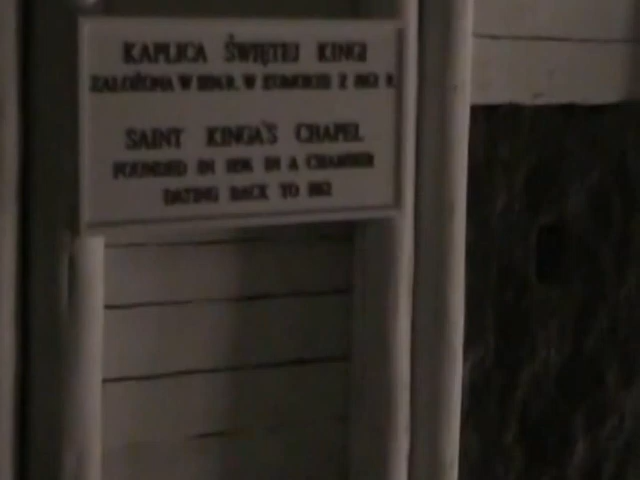 KAPLICA ŚWIĘTEJ KINGI
ZAŁOŻONA W W KOMORZE Z R.
SAINT KINGA'S CHAPEL
FOUNDED IN IN A CHAMBER
DATING BACK TO